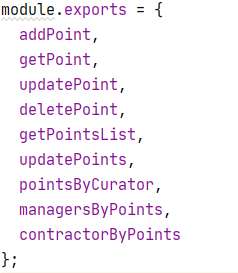 module.exports = {
addPoint,
getPoint,
updatePoint,
deletePoint,
getPointsList,
updatePoints,
pointsByCurator,
managersByPoints,
contractorByPoints
};